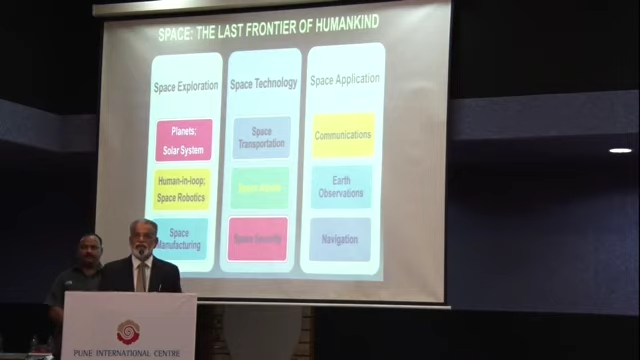 SPACE: THE LAST FRONTIER OF HUMANKIND
Space Exploration
Planets;
Solar System
Human-in-loop;
Space Robotics
Space
Manufacturing
Space Technology
Space
Transportation
Space
Space Security
Space Application
Communications
Earth
Observations
Navigation
PUNE INTERNATIONAL CENTRE